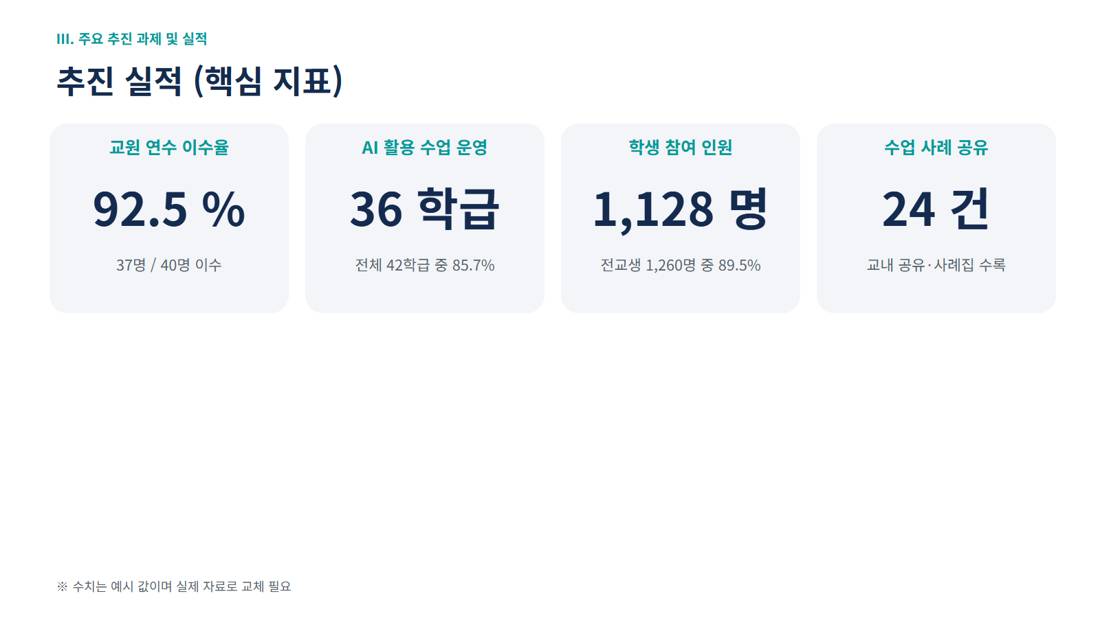 III. 주요 추진 과제 및 실적
추진 실적 (핵심 지표)
교원 연수 이수율
92.5 %
37명 / 40명 이수
AI 활용 수업 운영
36 학급
전체 42학급 중 85.7%
학생 참여 인원
1,128 명
전교생 1,260명 중 89.5%
수업 사례 공유
24 건
교내 공유·사례집 수록
※ 수치는 예시 값이며 실제 자료로 교체 필요